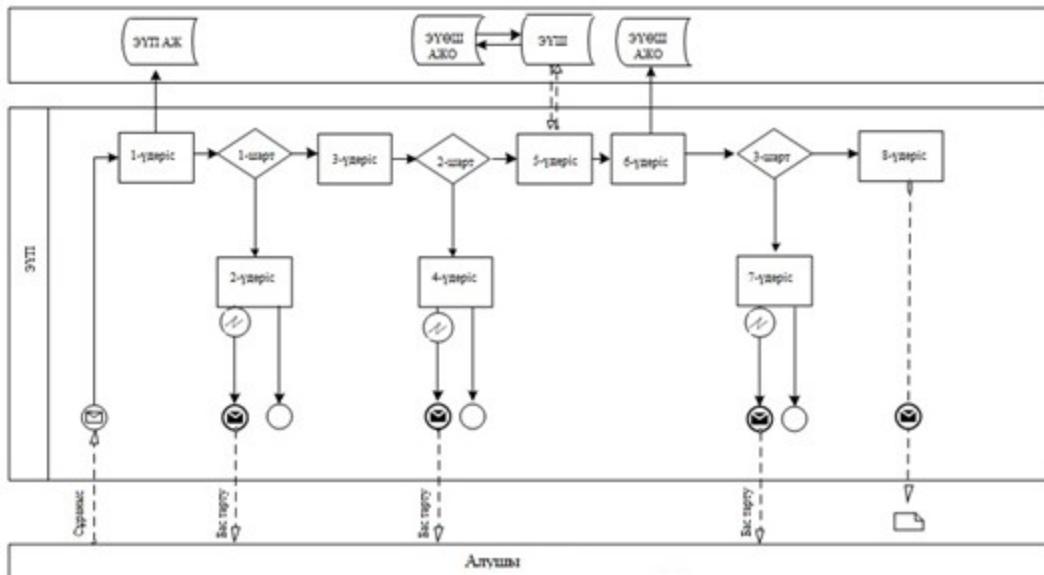 ЭҮП АЖ
ЭҮӨШ
АЖО
ЭҮШ
ЭҮӨШ
АЖО
1-үдеріс
1-шарт
3-үдеріс
2-шарт
5-үдеріс
6-үдеріс
3-шарт
8-үдеріс
ЭҮП
2-үдеріс
4-үдеріс
7-үдеріс
Сұраныс
Бас тарту
Бас тарту
Бас тарту
Алушы